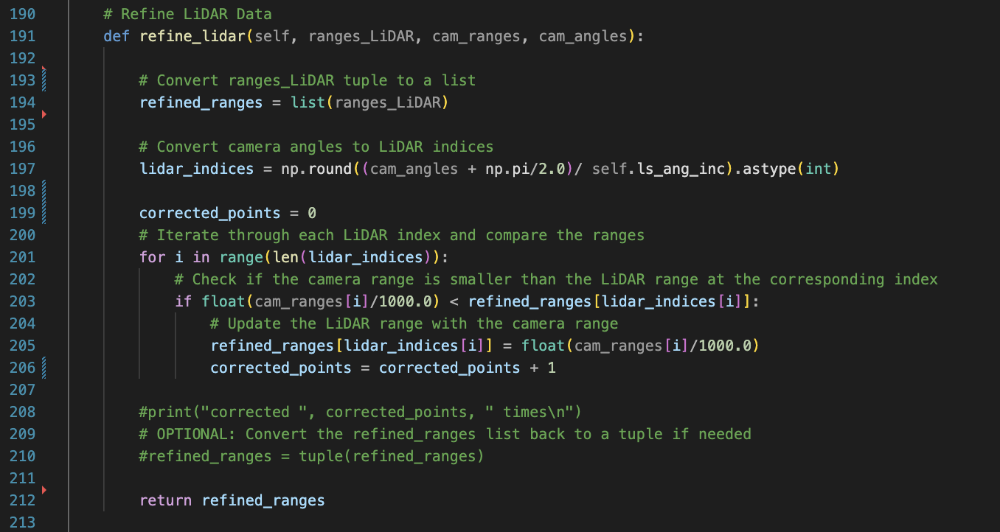 190 # Refine LiDAR Data
191 def refine_lidar(self, ranges_LiDAR, cam_ranges, cam_angles):
192
193 # Convert ranges_LiDAR tuple to a list
194 refined_ranges = list(ranges_LiDAR)
195
196 # Convert camera angles to LiDAR indices
197 lidar_indices = np.round((cam_angles + np.pi/2.0)/ self.ls_ang_inc).astype(int)
198
199 corrected_points = 0
200 # Iterate through each LiDAR index and compare the ranges
201 for i in range(len(lidar_indices)):
202 # Check if the camera range is smaller than the LiDAR range at the corresponding index
203 if float(cam_ranges[i]/1000.0) < refined_ranges[lidar_indices[i]]:
204 # Update the LiDAR range with the camera range
205 refined_ranges[lidar_indices[i]] = float(cam_ranges[i]/1000.0)
206 corrected_points = corrected_points + 1
207
208 #print("corrected ", corrected_points, " times\n")
209 # OPTIONAL: Convert the refined_ranges list back to a tuple if needed
210 #refined_ranges = tuple(refined_ranges)
211
212 return refined_ranges
213